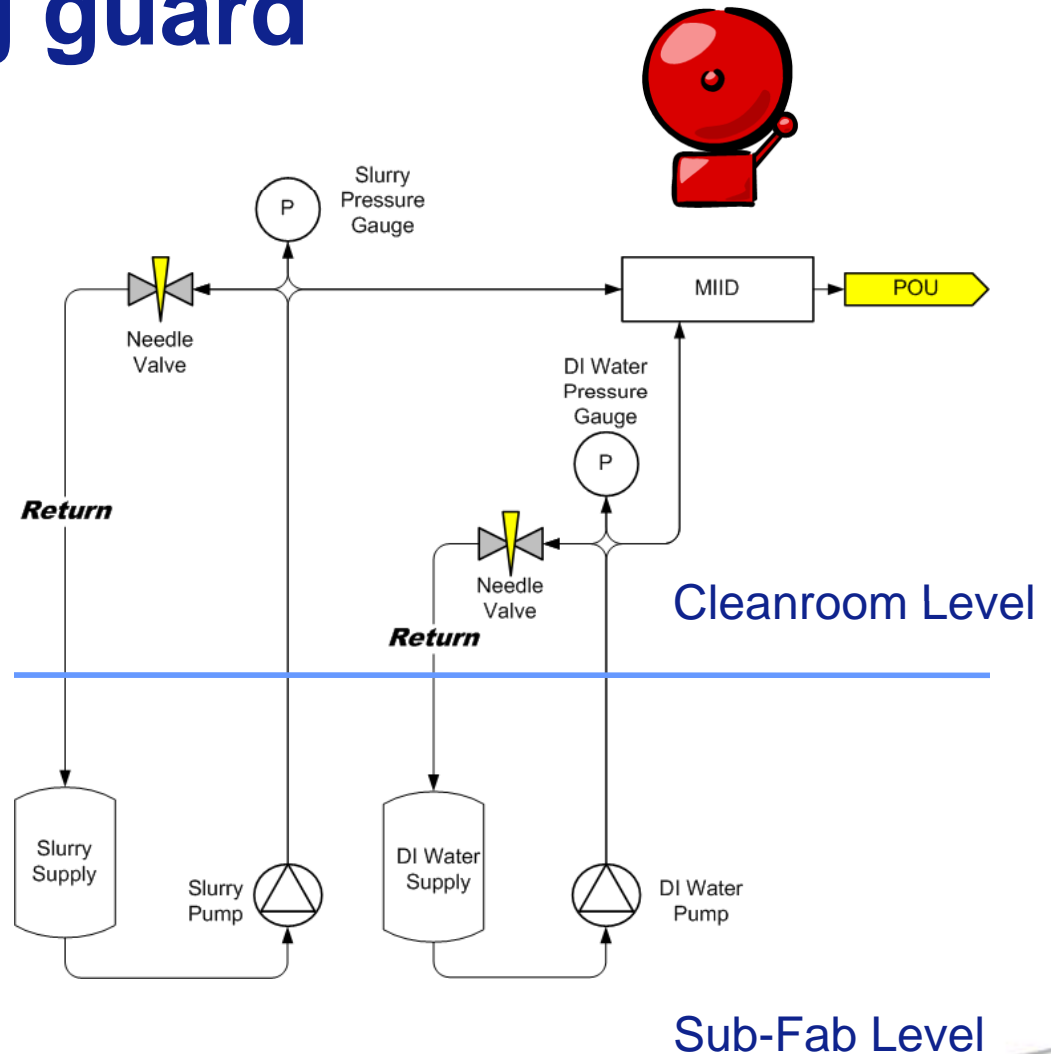 g guard
Slurry
Pressure
Gauge
P
MIID
POU
Needle
Valve
DI Water
Pressure
Gauge
P
Return
Needle
Valve
Cleanroom Level
Return
Slurry
Supply
Slurry
Pump
DI Water
Supply
DI Water
Pump
Sub-Fab Level